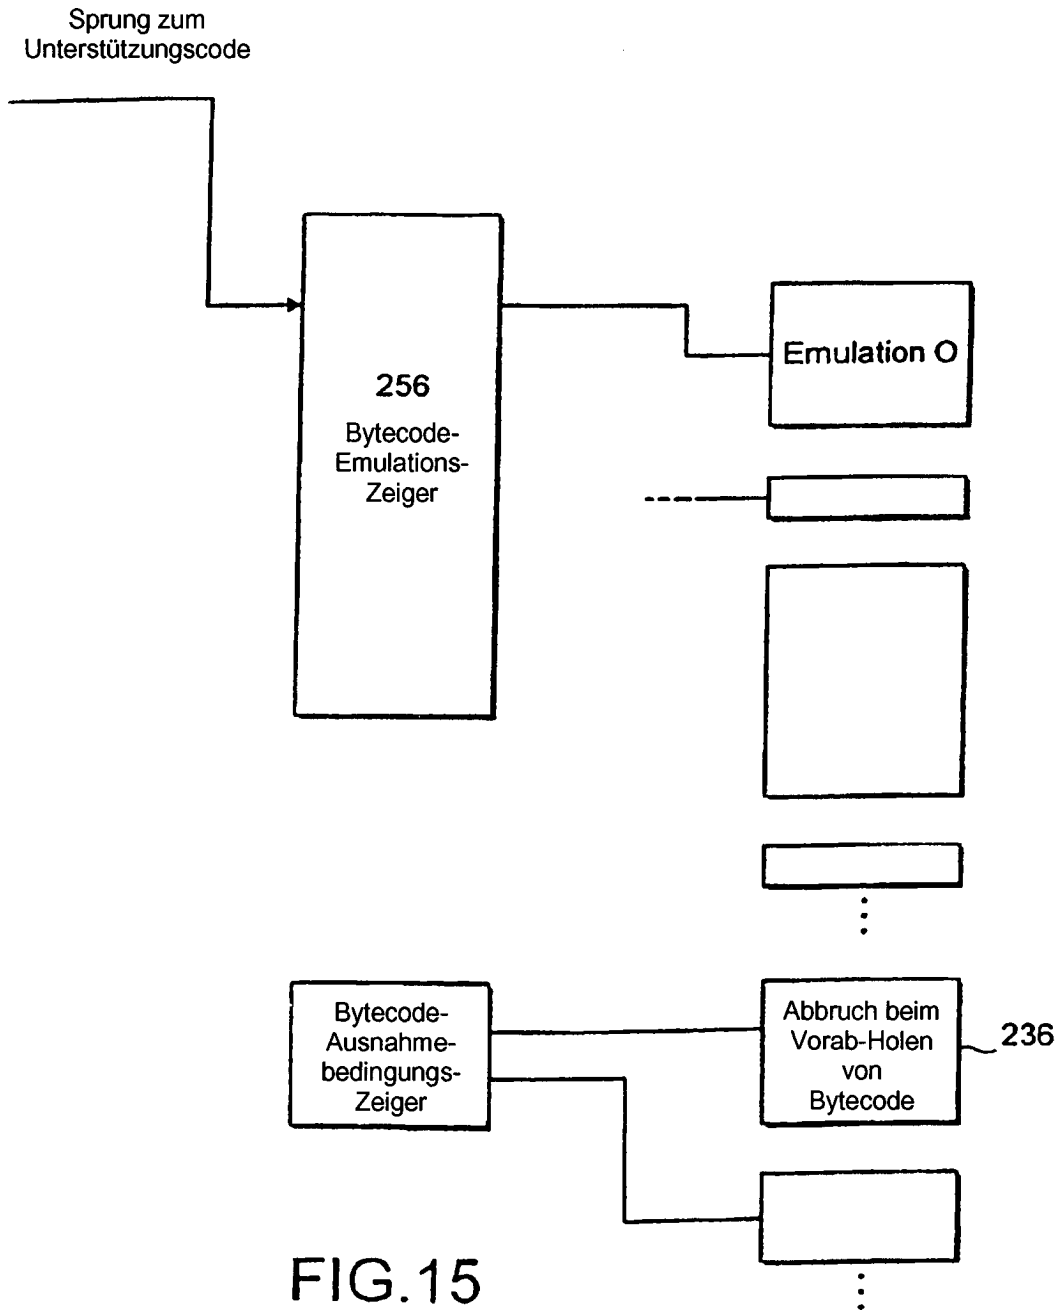 Sprung zum
Unterstützungscode
Emulation O
256
Bytecode-
Emulations-
Zeiger
Bytecode-
Ausnahme-
bedingungs-
Zeiger
Abbruch beim
Vorab-Holen
von
Bytecode
236
FIG.15